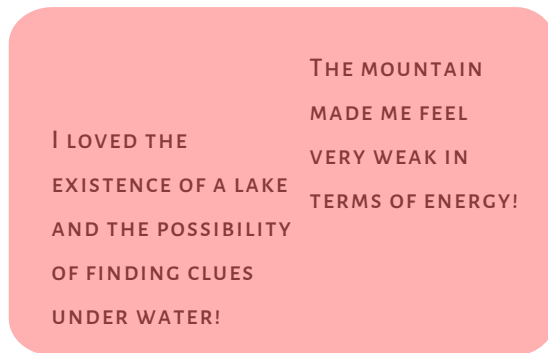 I loved the
existence of a lake
and the possibility
of finding clues
under water!
The mountain
made me feel
very weak in
terms of energy!